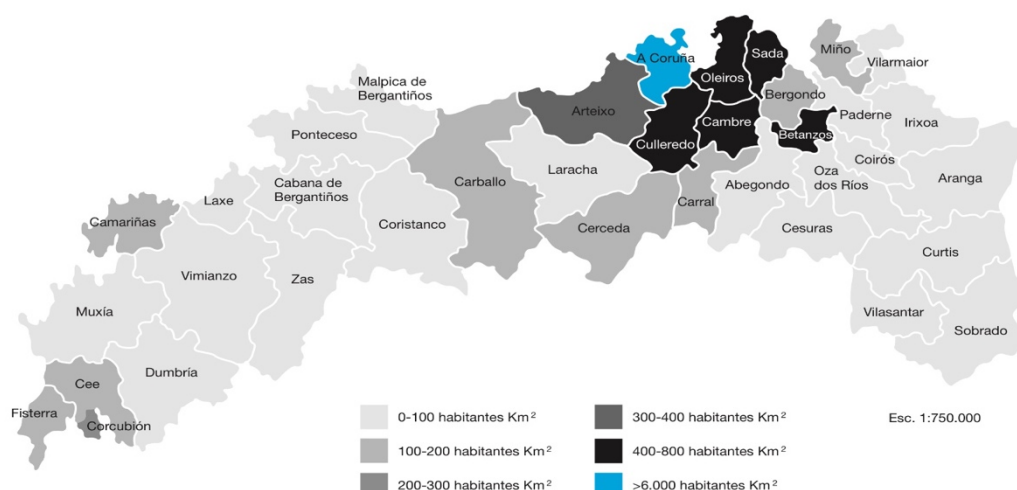 A Coruña
Sada
Miño
Vilarmaior
Oleiros
Malpica de
Bergantiños
Bergondo
Arteixo
Paderne
Irixoa
Cambre
Ponteceso
Betanzos
Culleredo
Coirós
Laracha
Oza
dos Ríos
Aranga
Cabana de
Bergantiños
Carballo
Abegondo
Laxe
Carral
Camariñas
Coristanco
Cerceda
Cesuras
Curtis
Vimianzo
Zas
Muxía
Vilasantar
Sobrado
Dumbría
Cee
Fisterra
Corcubión
0-100 habitantes Km²
300-400 habitantes Km²
Esc. 1:750.000
100-200 habitantes Km²
400-800 habitantes Km²
200-300 habitantes Km²
>6.000 habitantes Km²